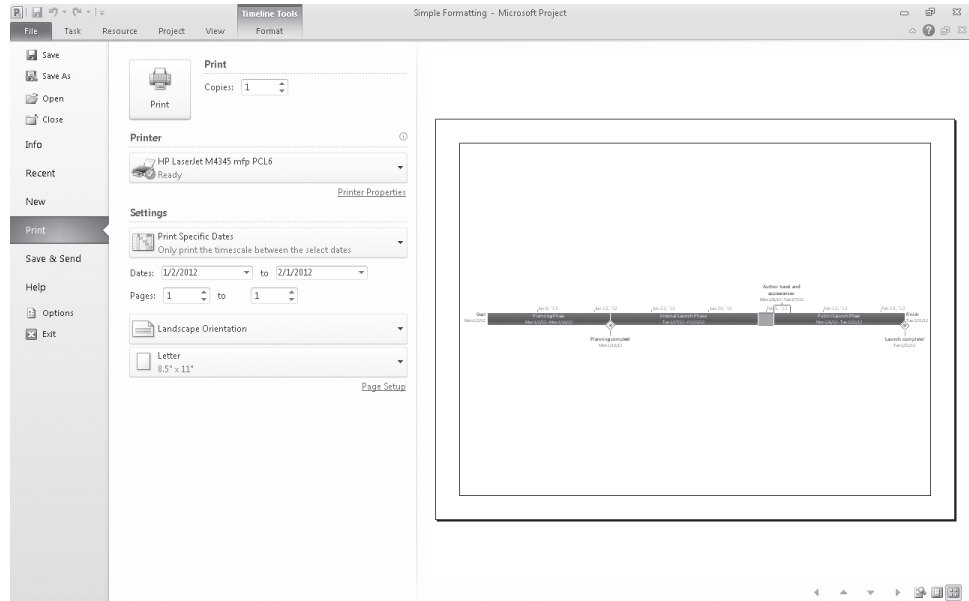 Timeline Tools
Simple Formatting - Microsoft Project
File Task Resource Project View Format
Save
Save As
Open
Close
Info
Recent
New
Print
Save & Send
Help
Options
Exit
Print
Print
Copies: 1
Printer
HP LaserJet M4345 mfp PCL6
Ready
Printer Properties
Settings
Print Specific Dates
Only print the timescale between the select dates
Dates: 1/2/2012 to 2/1/2012
Pages: 1 to 1
Landscape Orientation
Letter
8.5" x 11"
Page Setup
Author travel and
appearances
Start
Planning Phase
Internal Launch Phase
Public Launch Phase
Finish
Planning complete!
Launch complete!